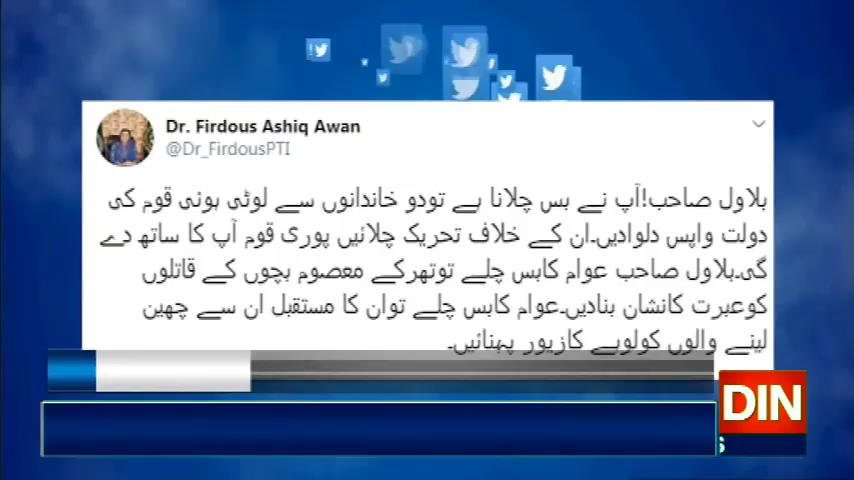 Dr. Firdous Ashiq Awan
@Dr_FirdousPTI
بلاول صاحب!آپ نے بس چلانا ہے تودو خاندانوں سے لوٹی ہوئی قوم کی
دولت واپس دلوادیں۔ان کے خلاف تحریک چلائیں پوری قوم آپ کا ساتھ دے
گی۔بلاول صاحب عوام کابس چلے توتھرکے معصوم بچوں کے قاتلوں
کوعبرت کانشان بنادیں۔عوام کابس چلے توان کا مستقبل ان سے چھین
لینے والوں کولوہے کازیور پہنائیں۔
DIN
S